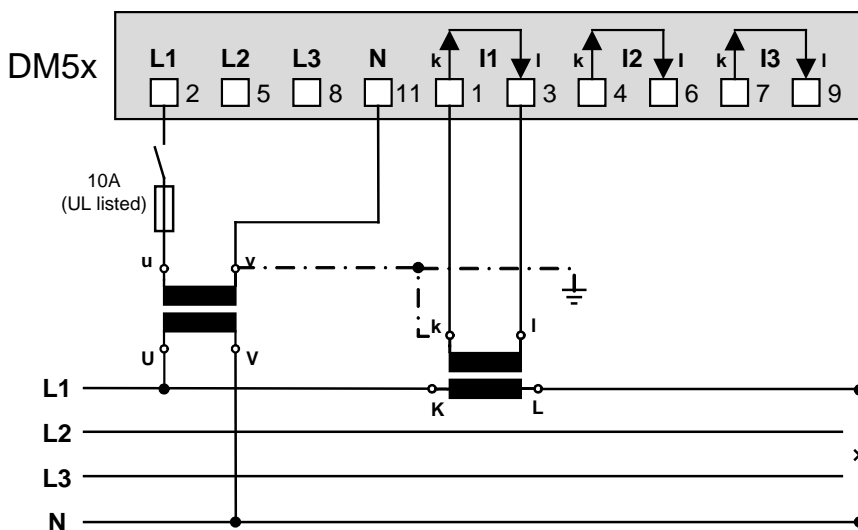 DM5x
L1 L2 L3 N k I1 l k I2 l k I3 l
2 5 8 11 1 3 4 6 7 9
10A
(UL listed)
u v
k l
U V
L1 K L
L2
L3
N